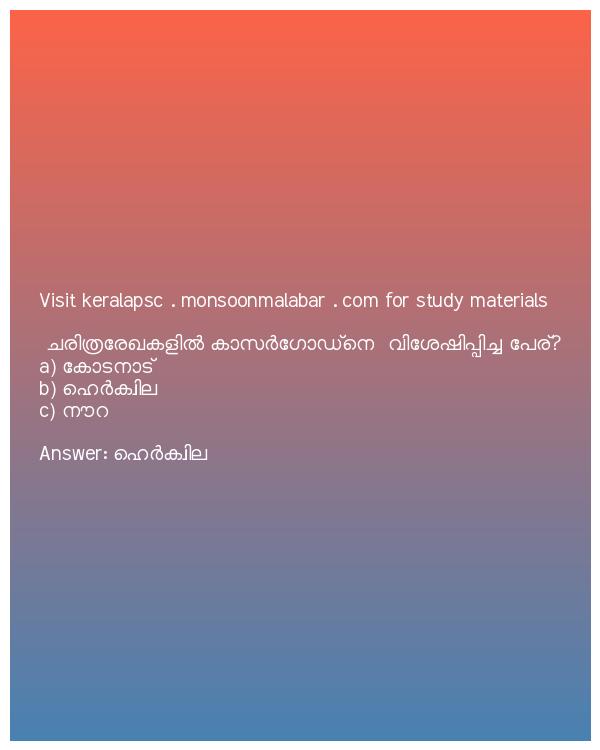 Visit keralapsc . monsoonmalabar . com for study materials
ചരിത്രരേഖകളിൽ കാസർഗോഡ്നെ വിശേഷിപ്പിച്ച പേര്?
a) കോടനാട്
b) ഹെർക്വില
c) നൗറ
Answer: ഹെർക്വില